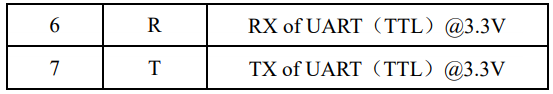 6 R RX of UART（TTL）@3.3V
7 T TX of UART（TTL）@3.3V